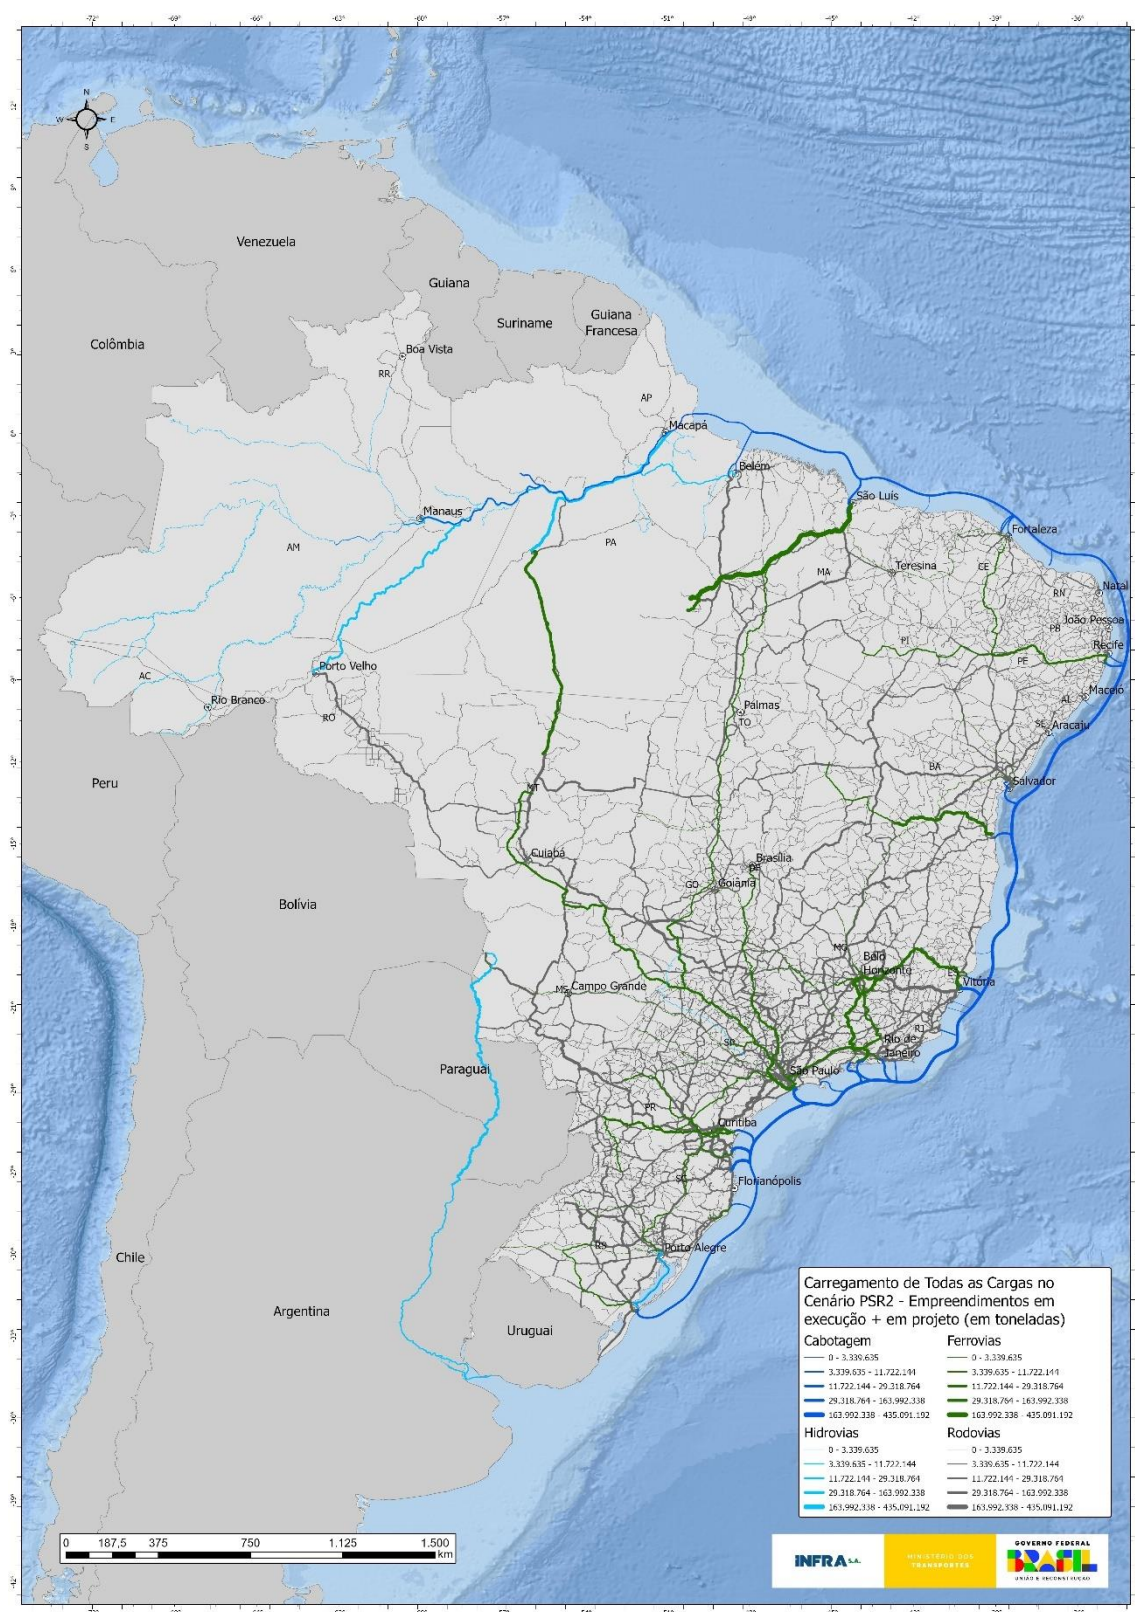 N
W E
S
Venezuela
Guiana
Suriname
Guiana
Francesa
Colômbia
Boa Vista
RR
AP
Macapá
Belém
São Luís
Manaus
Fortaleza
AM
PA
MA
Teresina
CE
Natal
RN
João Pessoa
PB
PI
Recife
PE
Porto Velho
AC
Rio Branco
Maceió
AL
Palmas
TO
RO
SE
Aracaju
BA
Salvador
Peru
MT
Cuiabá
Brasília
DF
GO
Goiânia
Bolívia
MG
Belo
Horizonte
ES
Vitória
MS
Campo Grande
RJ
Rio de
Janeiro
SP
São Paulo
Paraguai
PR
Curitiba
SC
Florianópolis
RS
Porto Alegre
Chile
Argentina
Uruguai
Carregamento de Todas as Cargas no
Cenário PSR2 - Empreendimentos em
execução + em projeto (em toneladas)
Cabotagem
0 - 3.339.635
3.339.635 - 11.722.144
11.722.144 - 29.318.764
29.318.764 - 163.992.338
163.992.338 - 435.091.192
Ferrovias
0 - 3.339.635
3.339.635 - 11.722.144
11.722.144 - 29.318.764
29.318.764 - 163.992.338
163.992.338 - 435.091.192
Hidrovias
0 - 3.339.635
3.339.635 - 11.722.144
11.722.144 - 29.318.764
29.318.764 - 163.992.338
163.992.338 - 435.091.192
Rodovias
0 - 3.339.635
3.339.635 - 11.722.144
11.722.144 - 29.318.764
29.318.764 - 163.992.338
163.992.338 - 435.091.192
0 187,5 375 750 1.125 1.500
km
INFRA S.A.
MINISTÉRIO DOS
TRANSPORTES
GOVERNO FEDERAL
BRASIL
UNIÃO E RECONSTRUÇÃO